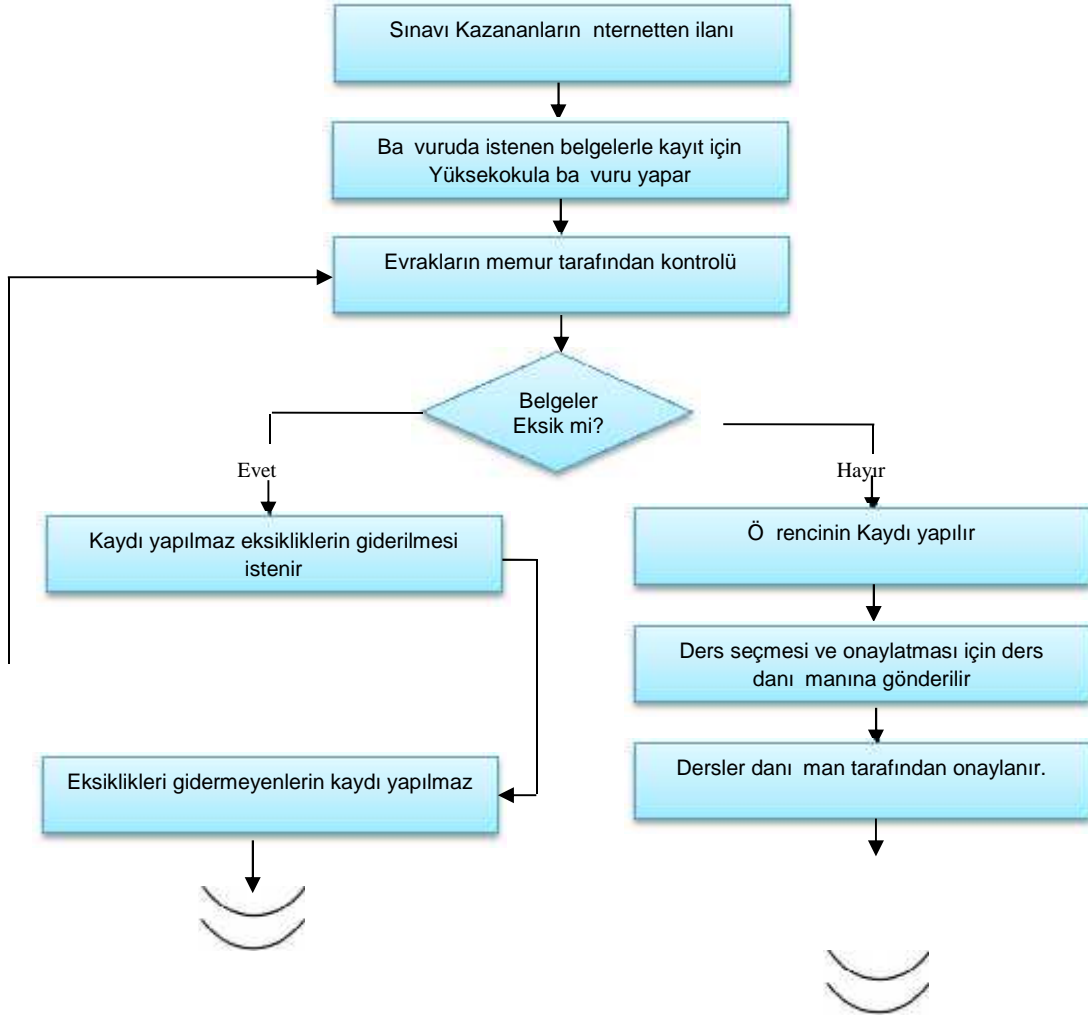 Sınavı Kazananların nternetten ilanı
Ba vuruda istenen belgelerle kayıt için
Yüksekokula ba vuru yapar
Evrakların memur tarafından kontrolü
Belgeler
Eksik mi?
Evet
Hayır
Kaydı yapılmaz eksikliklerin giderilmesi
istenir
Ö rencinin Kaydı yapılır
Ders seçmesi ve onaylatması için ders
danı manına gönderilir
Eksiklikleri gidermeyenlerin kaydı yapılmaz
Dersler danı man tarafından onaylanır.